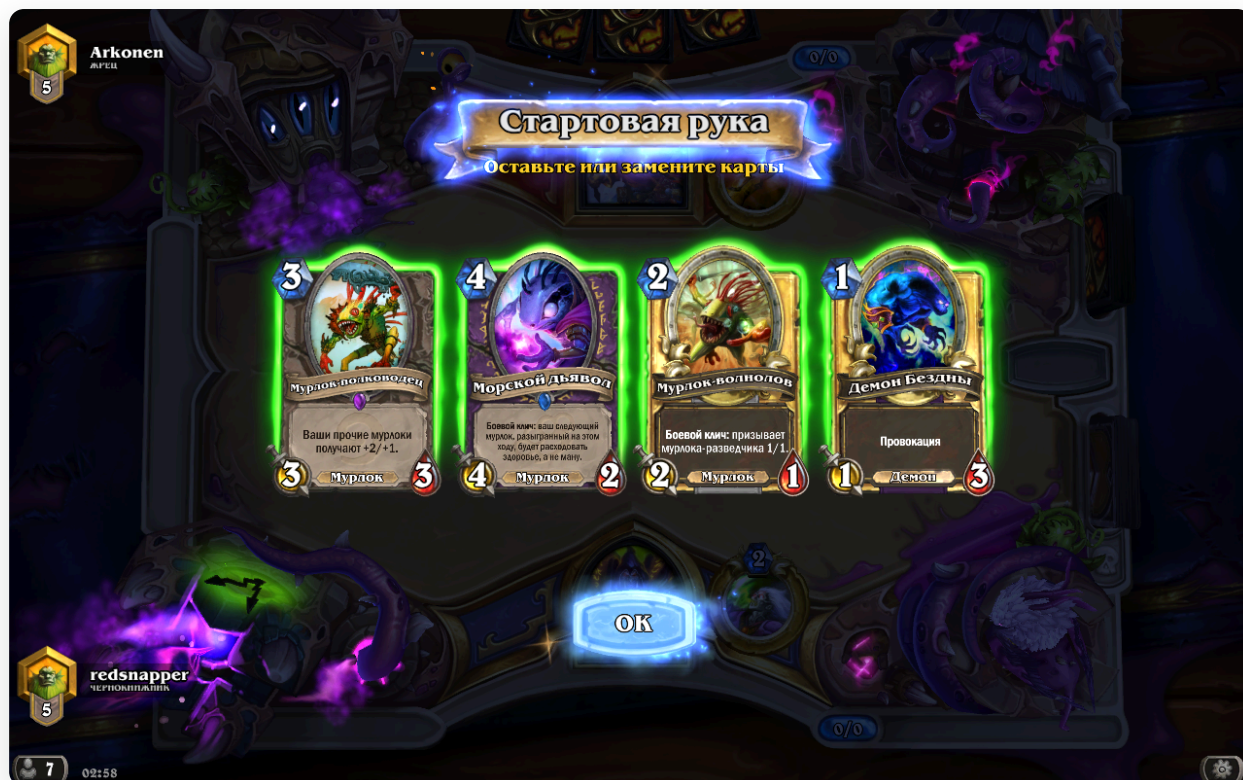 Arkonen
ЖРЕЦ
5
0/0
Стартовая рука
Оставьте или замените карты
3
Мурлок-полководец
Ваши прочие мурлоки
получают +2/+1.
3
Мурлок
3
4
Морской дьявол
Боевой клич: ваш следующий
мурлок, разыгранный на этом
ходу, будет расходовать
здоровье, а не ману.
4
Мурлок
2
2
Мурлок-волнолов
Боевой клич: призывает
мурлока-разведчика 1/1.
2
Мурлок
1
1
Демон Бездны
Провокация
1
Демон
3
2
ОК
redsnapper
ЧЕРНОКНИЖНИК
5
0/0
7
02:58